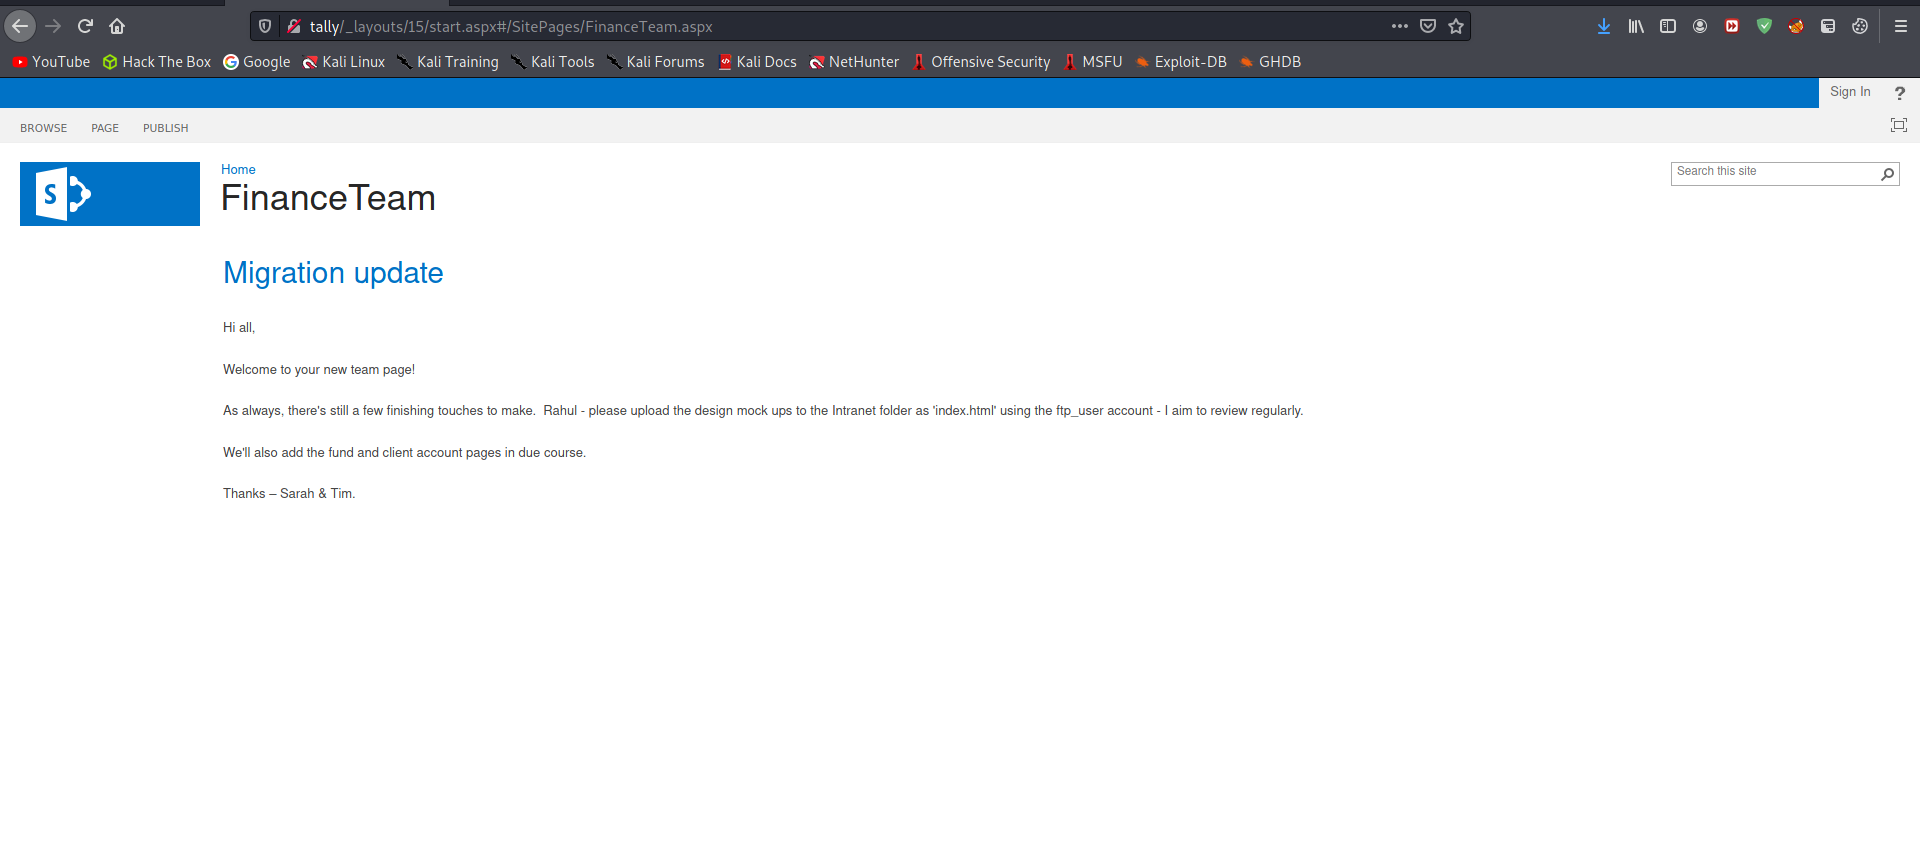 tally/_layouts/15/start.aspx#/SitePages/FinanceTeam.aspx
YouTube Hack The Box Google Kali Linux Kali Training Kali Tools Kali Forums Kali Docs NetHunter Offensive Security MSFU Exploit-DB GHDB
Sign In ?
BROWSE PAGE PUBLISH
S
Home
FinanceTeam
Search this site
Migration update
Hi all,
Welcome to your new team page!
As always, there's still a few finishing touches to make.  Rahul - please upload the design mock ups to the Intranet folder as 'index.html' using the ftp_user account - I aim to review regularly.
We'll also add the fund and client account pages in due course.
Thanks – Sarah & Tim.